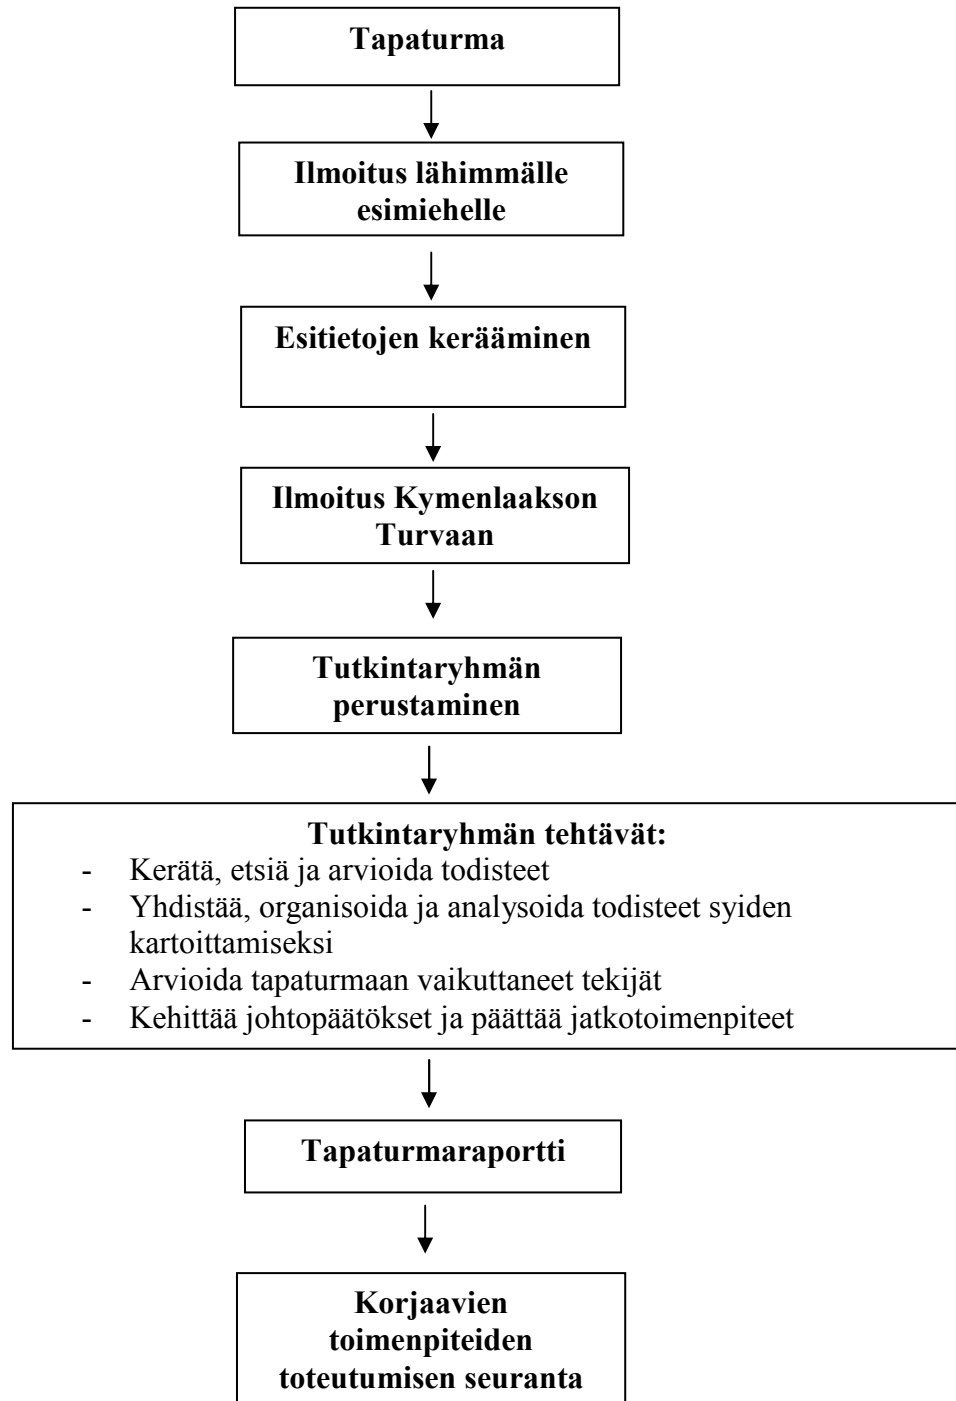 Tapaturma
Ilmoitus lähimmälle
esimiehelle
Esitietojen kerääminen
Ilmoitus Kymenlaakson
Turvaan
Tutkintaryhmän
perustaminen
Tutkintaryhmän tehtävät:
- Kerätä, etsiä ja arvioida todisteet
- Yhdistää, organisoida ja analysoida todisteet syiden
kartoittamiseksi
- Arvioida tapaturmaan vaikuttaneet tekijät
- Kehittää johtopäätökset ja päättää jatkotoimenpiteet
Tapaturmaraportti
Korjaavien
toimenpiteiden
toteutumisen seuranta